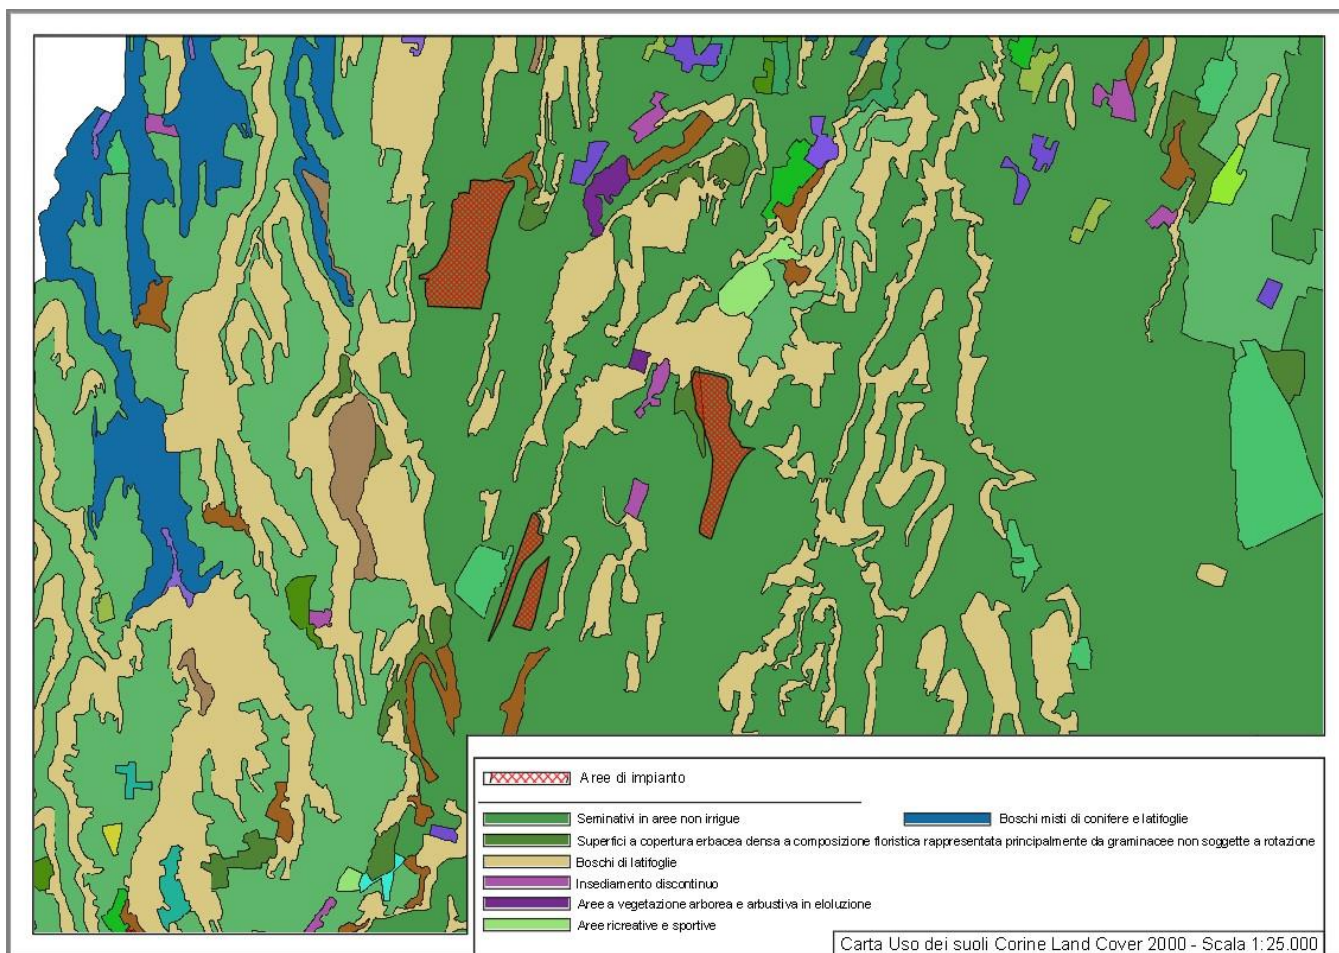 Aree di impianto
Seminativi in aree non irrigue
Boschi misti di conifere e latifoglie
Superfici a copertura erbacea densa a composizione floristica rappresentata principalmente da graminacee non soggette a rotazione
Boschi di latifoglie
Insediamento discontinuo
Aree a vegetazione arborea e arbustiva in eloluzione
Aree ricreative e sportive
Carta Uso dei suoli Corine Land Cover 2000 - Scala 1:25.000